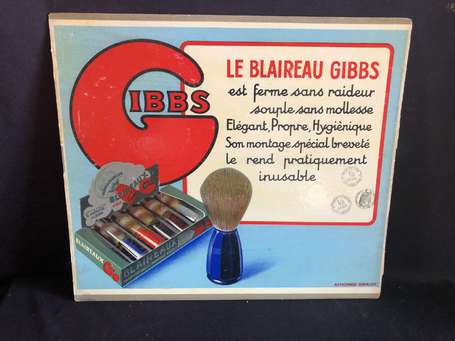 GIBBS
LE BLAIREAU GIBBS
est ferme sans raideur
souple sans mollesse
Elégant, Propre, Hygiénique
Son montage spécial breveté
le rend pratiquement
inusable
BLAIREAUX
BLAIREAUX